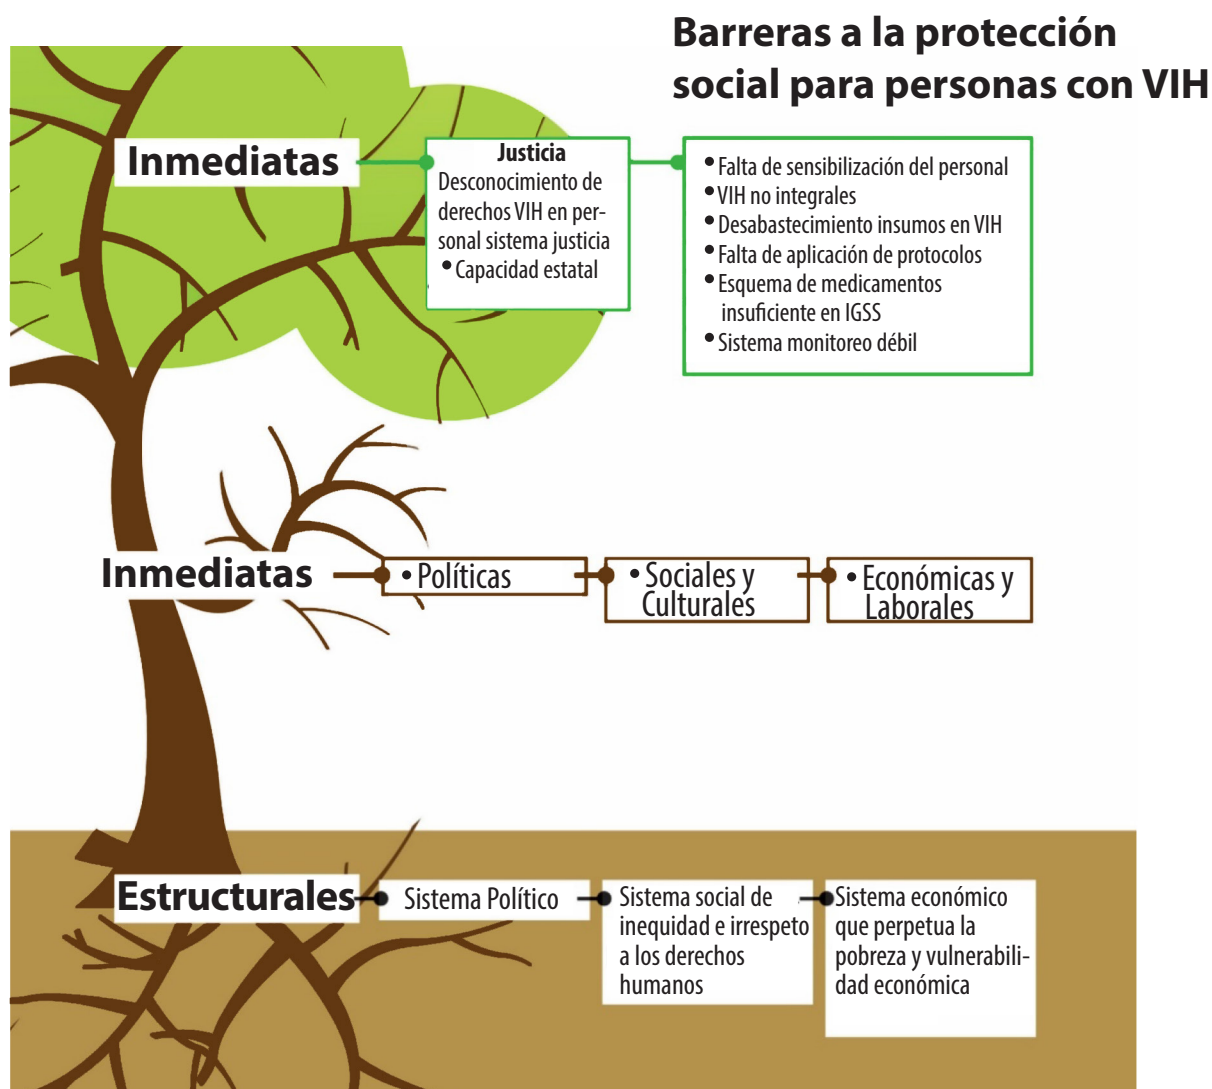 Barreras a la protección
social para personas con VIH
Inmediatas
Justicia
Desconocimiento de
derechos VIH en per-
sonal sistema justicia
• Capacidad estatal
• Falta de sensibilización del personal
• VIH no integrales
• Desabastecimiento insumos en VIH
• Falta de aplicación de protocolos
• Esquema de medicamentos
insuficiente en IGSS
• Sistema monitoreo débil
Inmediatas
• Políticas
• Sociales y
Culturales
• Económicas y
Laborales
Estructurales
Sistema Político
Sistema social de
inequidad e irrespeto
a los derechos
humanos
Sistema económico
que perpetua la
pobreza y vulnerabili-
dad económica